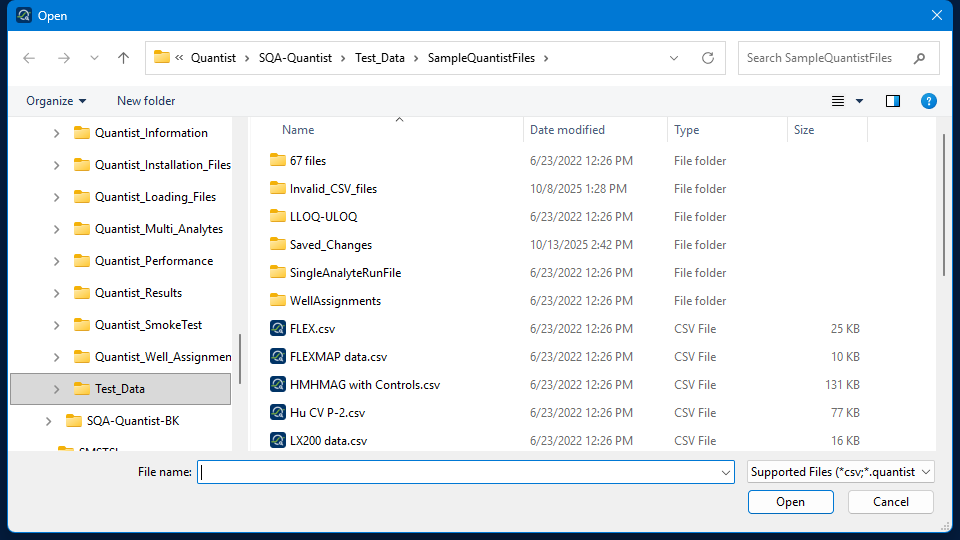 Open
« Quantist > SQA-Quantist > Test_Data > SampleQuantistFiles >
Search SampleQuantistFiles
Organize
New folder
?
Quantist_Information
Quantist_Installation_Files
Quantist_Loading_Files
Quantist_Multi_Analytes
Quantist_Performance
Quantist_Results
Quantist_SmokeTest
Quantist_Well_Assignmen
Test_Data
SQA-Quantist-BK
Name Date modified Type Size
67 files 6/23/2022 12:26 PM File folder
Invalid_CSV_files 10/8/2025 1:28 PM File folder
LLOQ-ULOQ 6/23/2022 12:26 PM File folder
Saved_Changes 10/13/2025 2:42 PM File folder
SingleAnalyteRunFile 6/23/2022 12:26 PM File folder
WellAssignments 6/23/2022 12:26 PM File folder
FLEX.csv 6/23/2022 12:26 PM CSV File 25 KB
FLEXMAP data.csv 6/23/2022 12:26 PM CSV File 10 KB
HMHMAG with Controls.csv 6/23/2022 12:26 PM CSV File 131 KB
Hu CV P-2.csv 6/23/2022 12:26 PM CSV File 77 KB
LX200 data.csv 6/23/2022 12:26 PM CSV File 16 KB
File name:
Supported Files (*csv;*.quantist
Open
Cancel